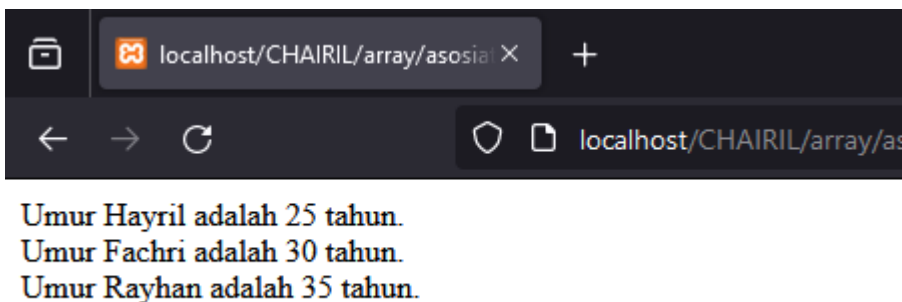 localhost/CHAIRIL/array/asosiat
localhost/CHAIRIL/array/as
Umur Hayril adalah 25 tahun.
Umur Fachri adalah 30 tahun.
Umur Rayhan adalah 35 tahun.